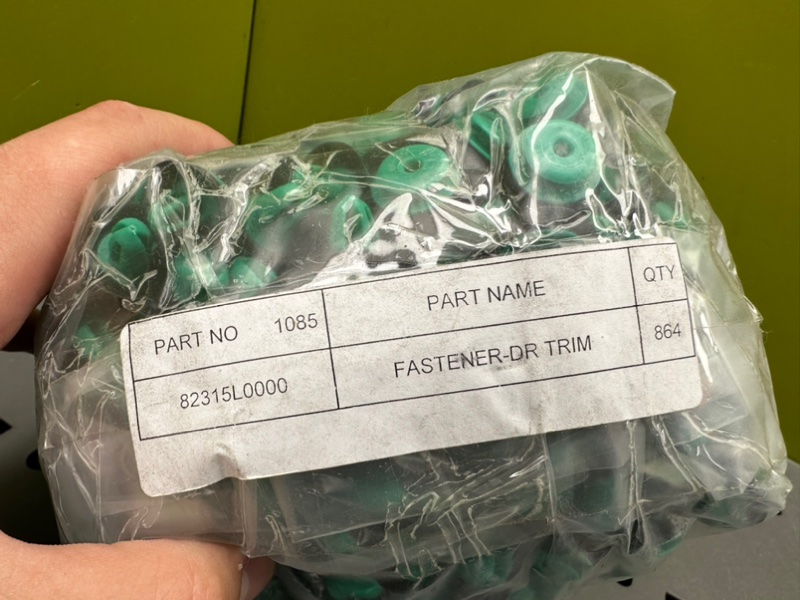 PART NO 1085 PART NAME QTY
82315L0000 FASTENER-DR TRIM 864